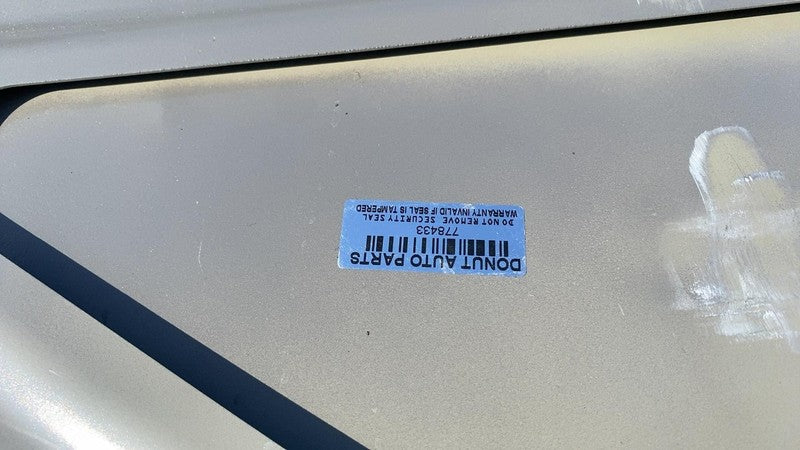 DONUT AUTO PARTS
778433
DO NOT REMOVE SECURITY SEAL
WARRANTY INVALID IF SEAL IS TAMPERED